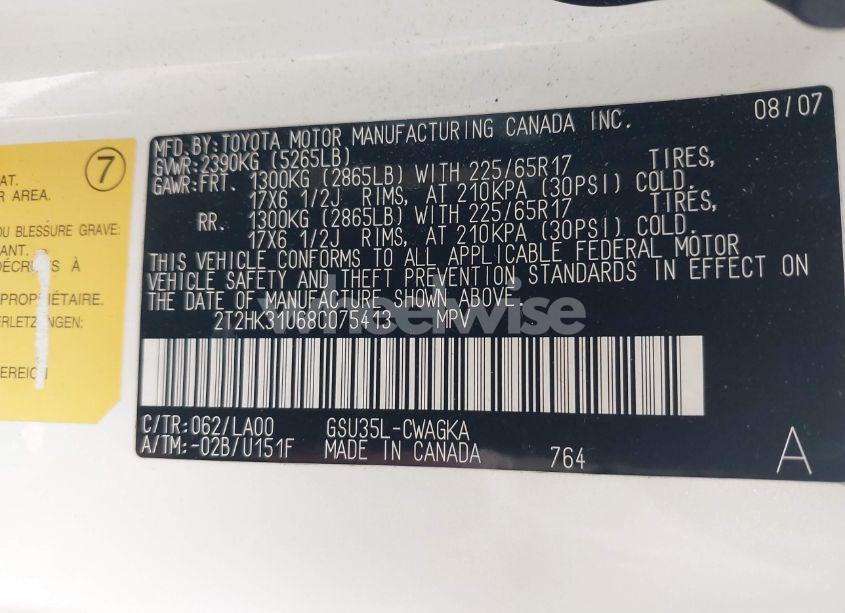 08/07
MFD.BY:TOYOTA MOTOR MANUFACTURING CANADA INC.
GVWR:2390KG (5265LB)
GAWR:FRT. 1300KG (2865LB) WITH 225/65R17 TIRES,
17X6 1/2J RIMS, AT 210KPA (30PSI) COLD.
RR. 1300KG (2865LB) WITH 225/65R17 TIRES,
17X6 1/2J RIMS, AT 210KPA (30PSI) COLD.
THIS VEHICLE CONFORMS TO ALL APPLICABLE FEDERAL MOTOR
VEHICLE SAFETY AND THEFT PREVENTION STANDARDS IN EFFECT ON
THE DATE OF MANUFACTURE SHOWN ABOVE.
2T2HK31U68C075413 MPV
C/TR:062/LA00 GSU35L-CWAGKA
A/TM:-02B/U151F MADE IN CANADA 764 A
wheelwise
7
AT.
AREA.
BLESSURE GRAVE:
ANT.
À
PROPRIÉTAIRE.
ERLETZUNGEN:
EREICH